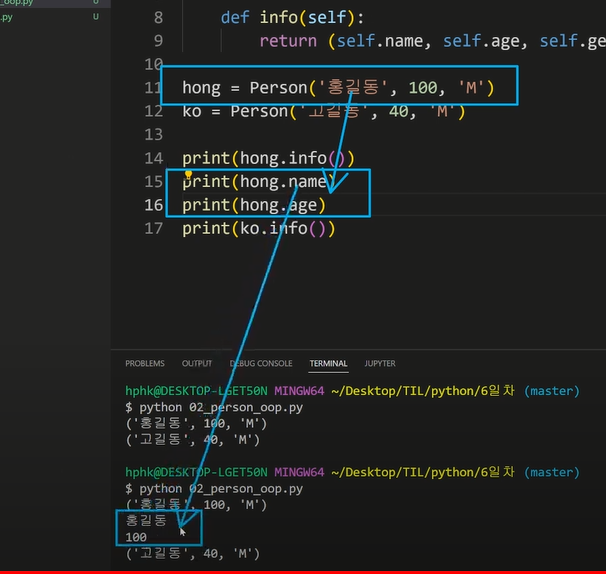 _oop.py U
.py U
8 def info(self):
9 return (self.name, self.age, self.ge
10
11 hong = Person('홍길동', 100, 'M')
12 ko = Person('고길동', 40, 'M')
13
14 print(hong.info())
15 print(hong.name)
16 print(hong.age)
17 print(ko.info())
PROBLEMS OUTPUT DEBUG CONSOLE TERMINAL JUPYTER
hphk@DESKTOP-LGET50N MINGW64 ~/Desktop/TIL/python/6일차 (master)
$ python 02_person_oop.py
('홍길동', 100, 'M')
('고길동', 40, 'M')
hphk@DESKTOP-LGET50N MINGW64 ~/Desktop/TIL/python/6일차 (master)
$ python 02_person_oop.py
('홍길동', 100, 'M')
홍길동
100
('고길동', 40, 'M')